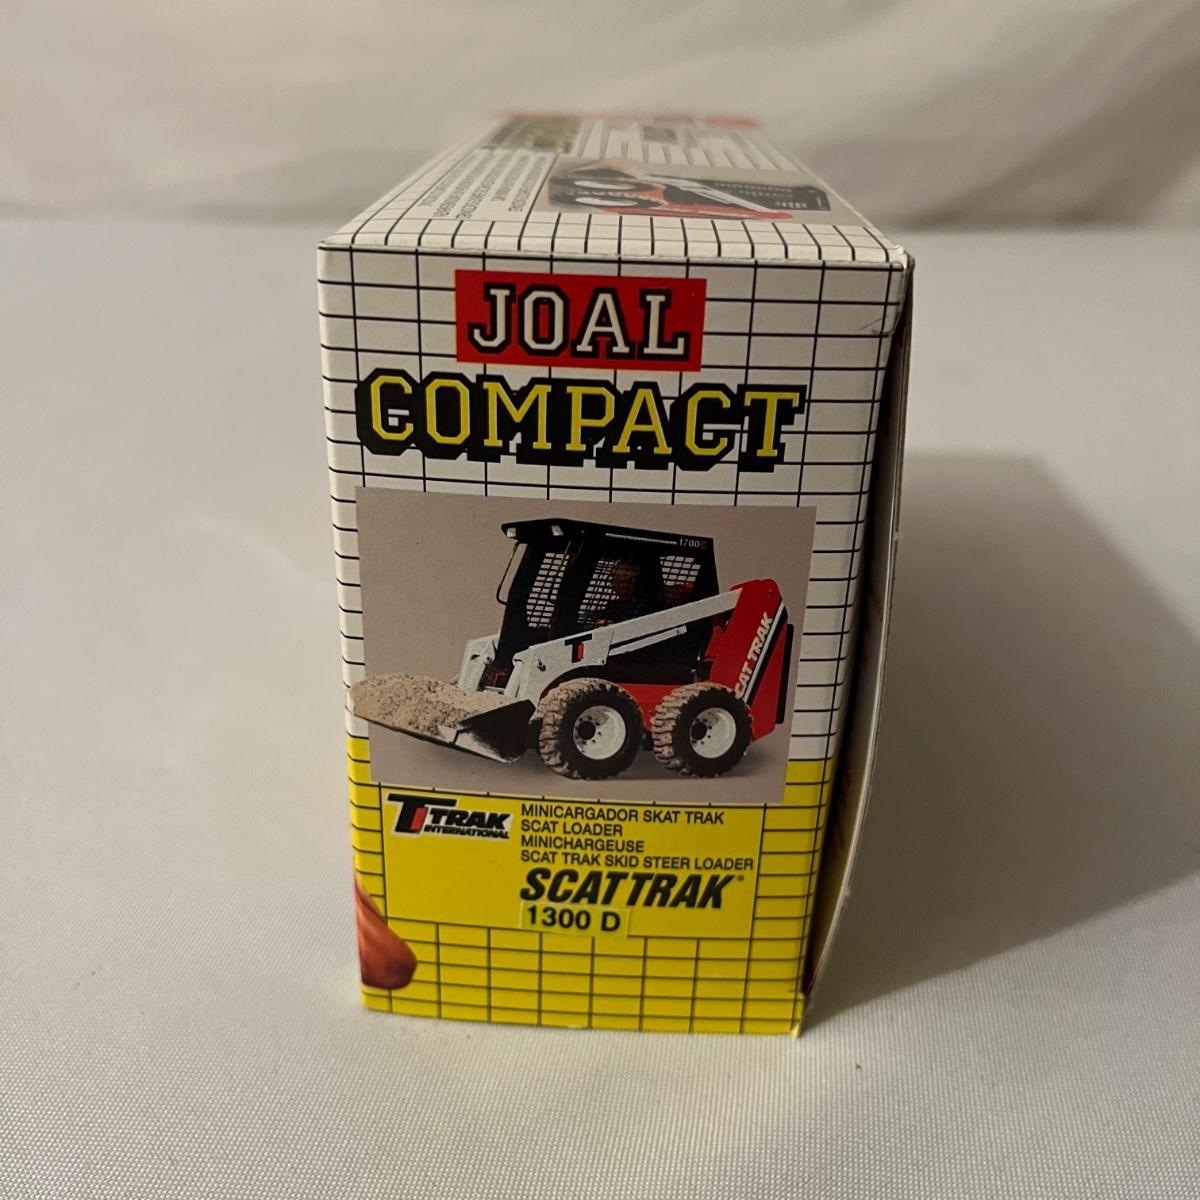 JOAL
COMPACT
1700C
T
SCAT TRAK
T TRAK
INTERNATIONAL
MINICARGADOR SKAT TRAK
SCAT LOADER
MINICHARGEUSE
SCAT TRAK SKID STEER LOADER
SCATTRAK®
1300 D